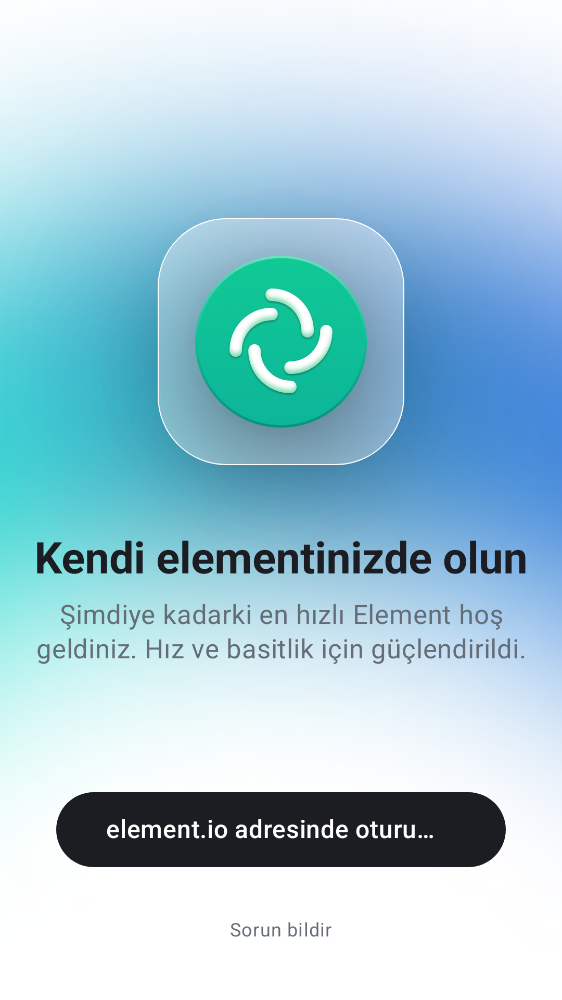 Kendi elementinizde olun
Şimdiye kadarki en hızlı Element hoş
geldiniz. Hız ve basitlik için güçlendirildi.
element.io adresinde oturu…
Sorun bildir